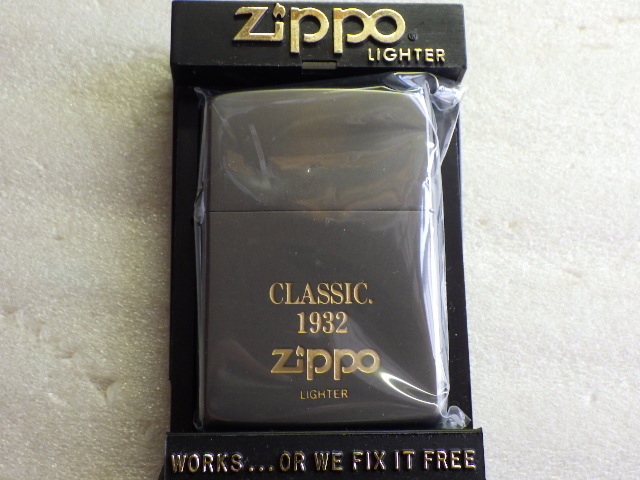 Zippo
LIGHTER
CLASSIC.
1932
Zippo
LIGHTER
WORKS...OR WE FIX IT FREE